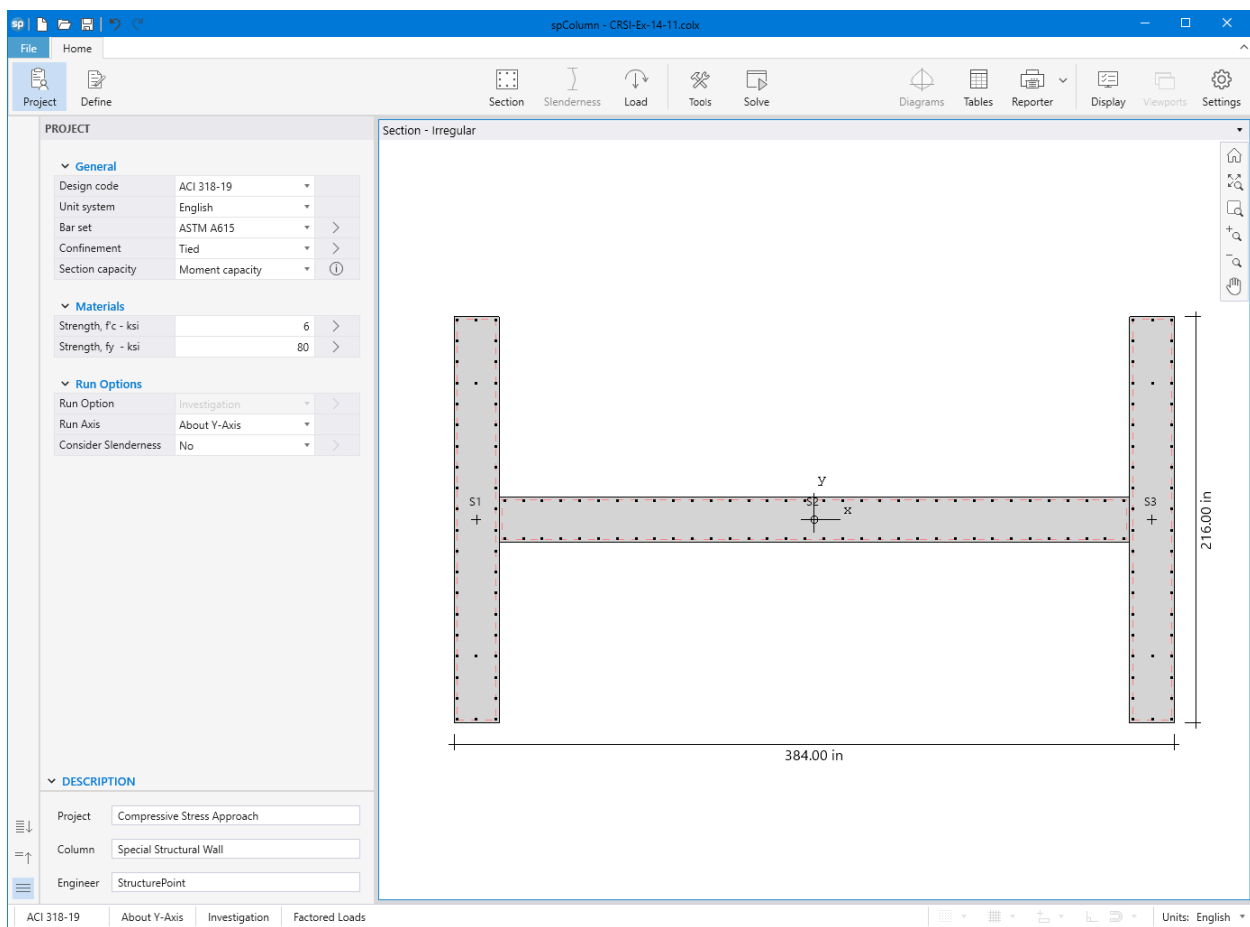 sp
spColumn - CRSI-Ex-14-11.colx
File Home
Project Define Section Slenderness Load Tools Solve Diagrams Tables Reporter Display Viewports Settings
PROJECT
General
Design code ACI 318-19
Unit system English
Bar set ASTM A615
Confinement Tied
Section capacity Moment capacity
Materials
Strength, f'c - ksi 6
Strength, fy - ksi 80
Run Options
Run Option Investigation
Run Axis About Y-Axis
Consider Slenderness No
DESCRIPTION
Project Compressive Stress Approach
Column Special Structural Wall
Engineer StructurePoint
Section - Irregular
y
x
S1 S2 S3
216.00 in
384.00 in
ACI 318-19 About Y-Axis Investigation Factored Loads Units: English